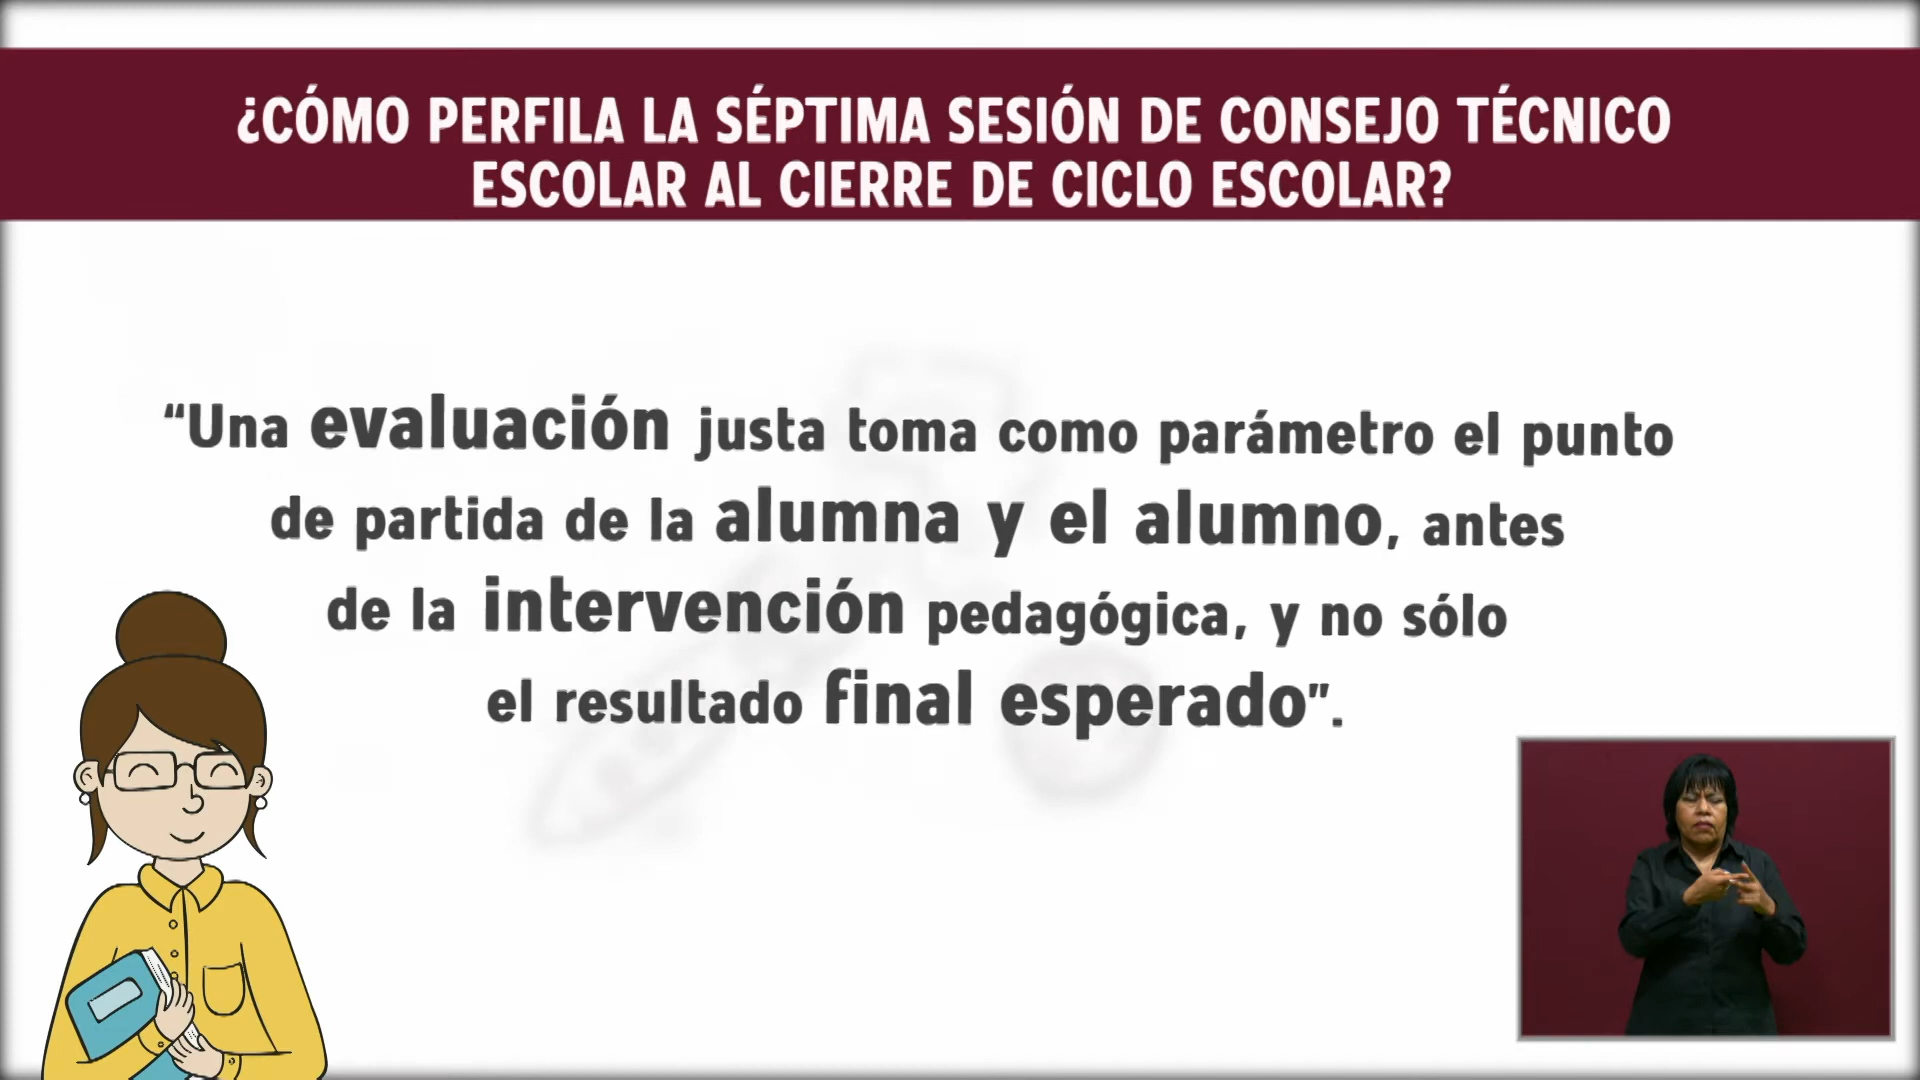 ¿CÓMO PERFILA LA SÉPTIMA SESIÓN DE CONSEJO TÉCNICO
ESCOLAR AL CIERRE DE CICLO ESCOLAR?
“Una evaluación justa toma como parámetro el punto
de partida de la alumna y el alumno, antes
de la intervención pedagógica, y no sólo
el resultado final esperado”.